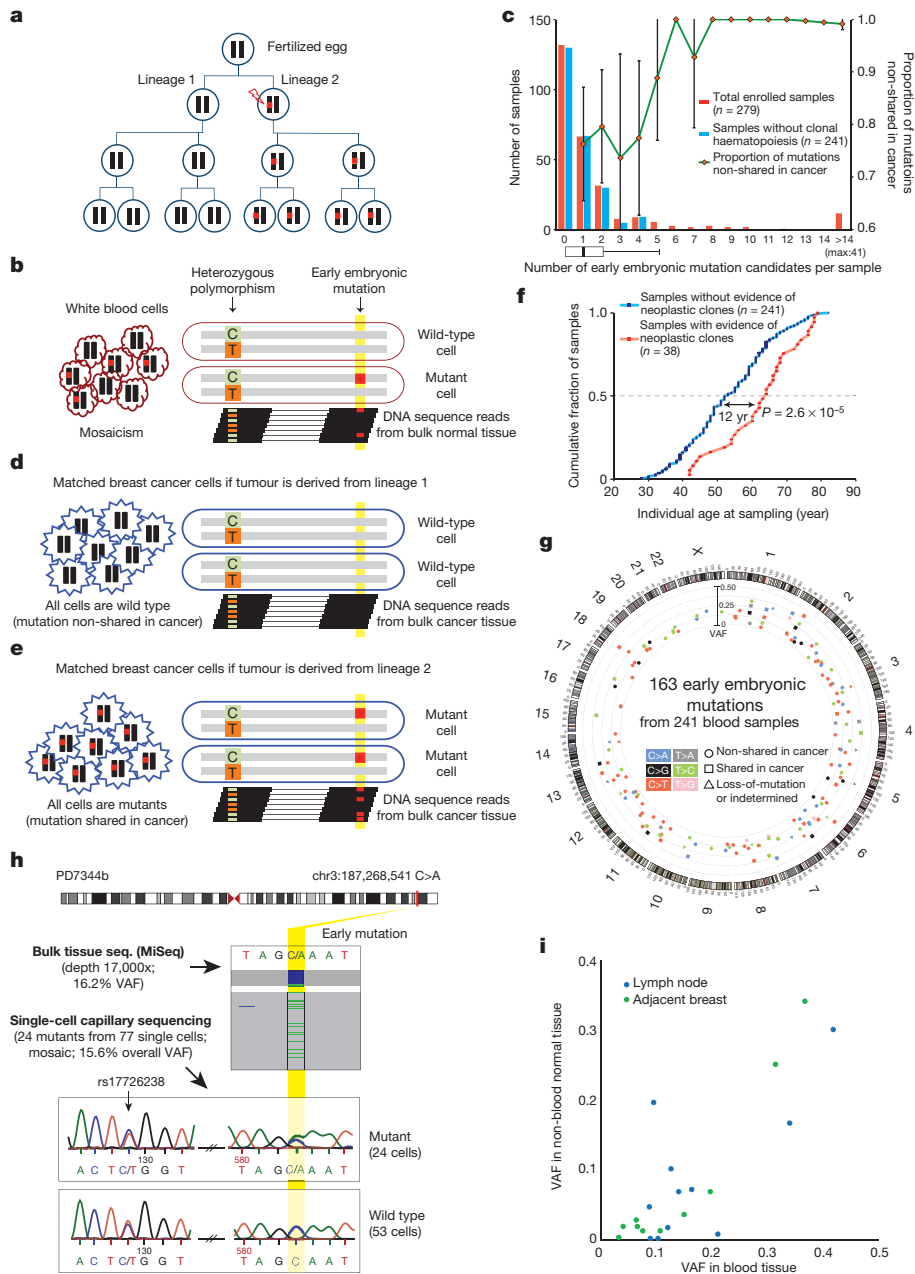 a
Fertilized egg
Lineage 1
Lineage 2
b
White blood cells
Mosaicism
Heterozygous
polymorphism
Early embryonic
mutation
C
T
Wild-type
cell
C
T
Mutant
cell
DNA sequence reads
from bulk normal tissue
c
Number of samples
150
100
50
0
Proportion of mutatoins
non-shared in cancer
1.0
0.9
0.8
0.7
0.6
Total enrolled samples
(n = 279)
Samples without clonal
haematopoiesis (n = 241)
Proportion of mutations
non-shared in cancer
0 1 2 3 4 5 6 7 8 9 10 11 12 13 14 >14
(max:41)
Number of early embryonic mutation candidates per sample
d
Matched breast cancer cells if tumour is derived from lineage 1
C
T
Wild-type
cell
C
T
Wild-type
cell
All cells are wild type
(mutation non-shared in cancer)
DNA sequence reads
from bulk cancer tissue
e
Matched breast cancer cells if tumour is derived from lineage 2
C
T
Mutant
cell
C
T
Mutant
cell
All cells are mutants
(mutation shared in cancer)
DNA sequence reads
from bulk cancer tissue
f
Cumulative fraction of samples
1.0
0.5
0
Samples without evidence of
neoplastic clones (n = 241)
Samples with evidence of
neoplastic clones
(n = 38)
12 yr
P = 2.6 × 10–5
20 30 40 50 60 70 80 90
Individual age at sampling (year)
g
1
2
3
4
5
6
7
8
9
10
11
12
13
14
15
16
17
18
19
20
21
22
X
0.50
0.25
0
VAF
163 early embryonic
mutations
from 241 blood samples
C>A T>A
C>G T>C
C>T T>G
Non-shared in cancer
Shared in cancer
Loss-of-mutation
or indetermined
h
PD7344b
chr3:187,268,541 C>A
Early mutation
Bulk tissue seq. (MiSeq)
(depth 17,000x;
16.2% VAF)
T A G C/A A A T
Single-cell capillary sequencing
(24 mutants from 77 single cells;
mosaic; 15.6% overall VAF)
rs17726238
130
580
A C T C/T G G T
T A G C/A A A T
Mutant
(24 cells)
130
580
A C T C/T G G T
T A G C A A T
Wild type
(53 cells)
i
VAF in non-blood normal tissue
0.4
0.3
0.2
0.1
0
Lymph node
Adjacent breast
0 0.1 0.2 0.3 0.4 0.5
VAF in blood tissue